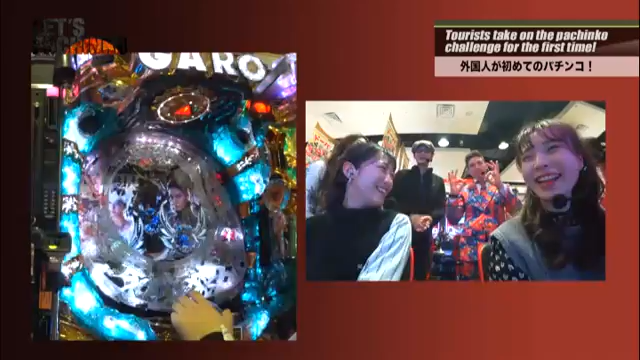 LET'S
GARO
Tourists take on the pachinko
challenge for the first time!
外国人が初めてのパチンコ！